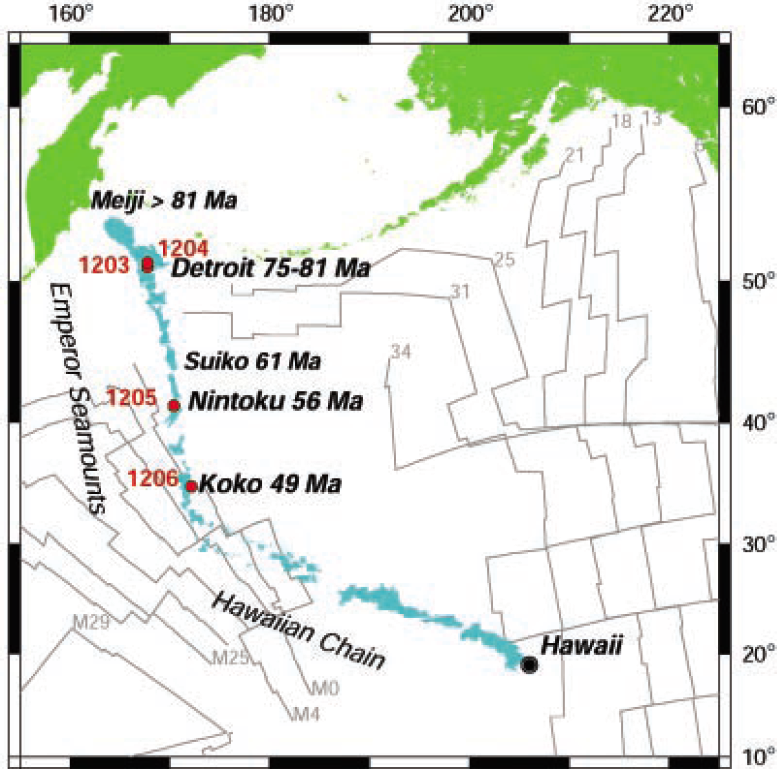 160° 180° 200° 220°
60°
18 13
21
Meiji > 81 Ma
1204
1203 Detroit 75-81 Ma
25
50°
31
Emperor Seamounts
34
Suiko 61 Ma
1205 Nintoku 56 Ma
40°
1206 Koko 49 Ma
30°
Hawaiian Chain
M29
Hawaii
M25
20°
M0
M4
10°